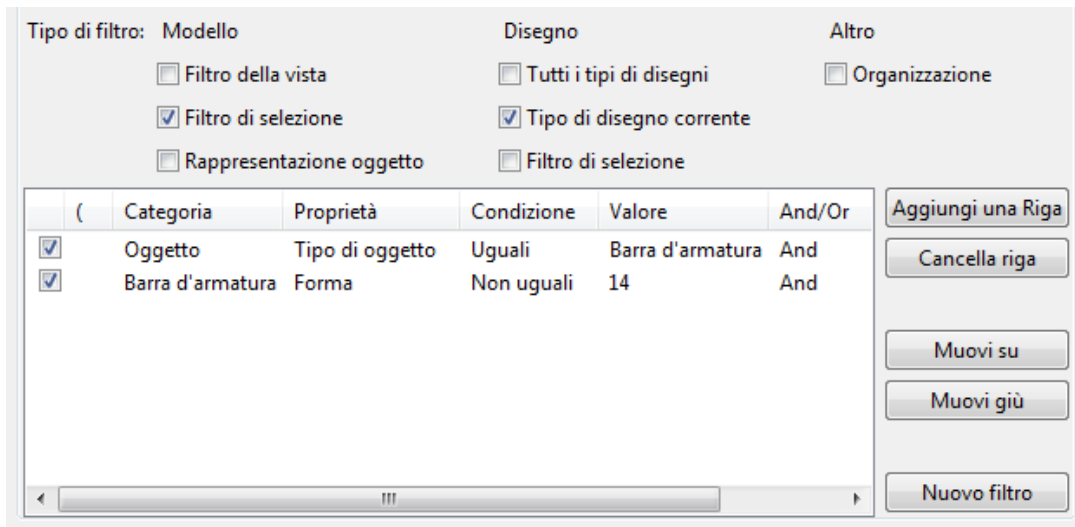 Tipo di filtro: Modello Disegno Altro
Filtro della vista Tutti i tipi di disegni Organizzazione
Filtro di selezione Tipo di disegno corrente
Rappresentazione oggetto Filtro di selezione
( Categoria Proprietà Condizione Valore And/Or Aggiungi una Riga
Oggetto Tipo di oggetto Uguali Barra d'armatura And
Cancella riga
Barra d'armatura Forma Non uguali 14 And
Muovi su
Muovi giù
Nuovo filtro